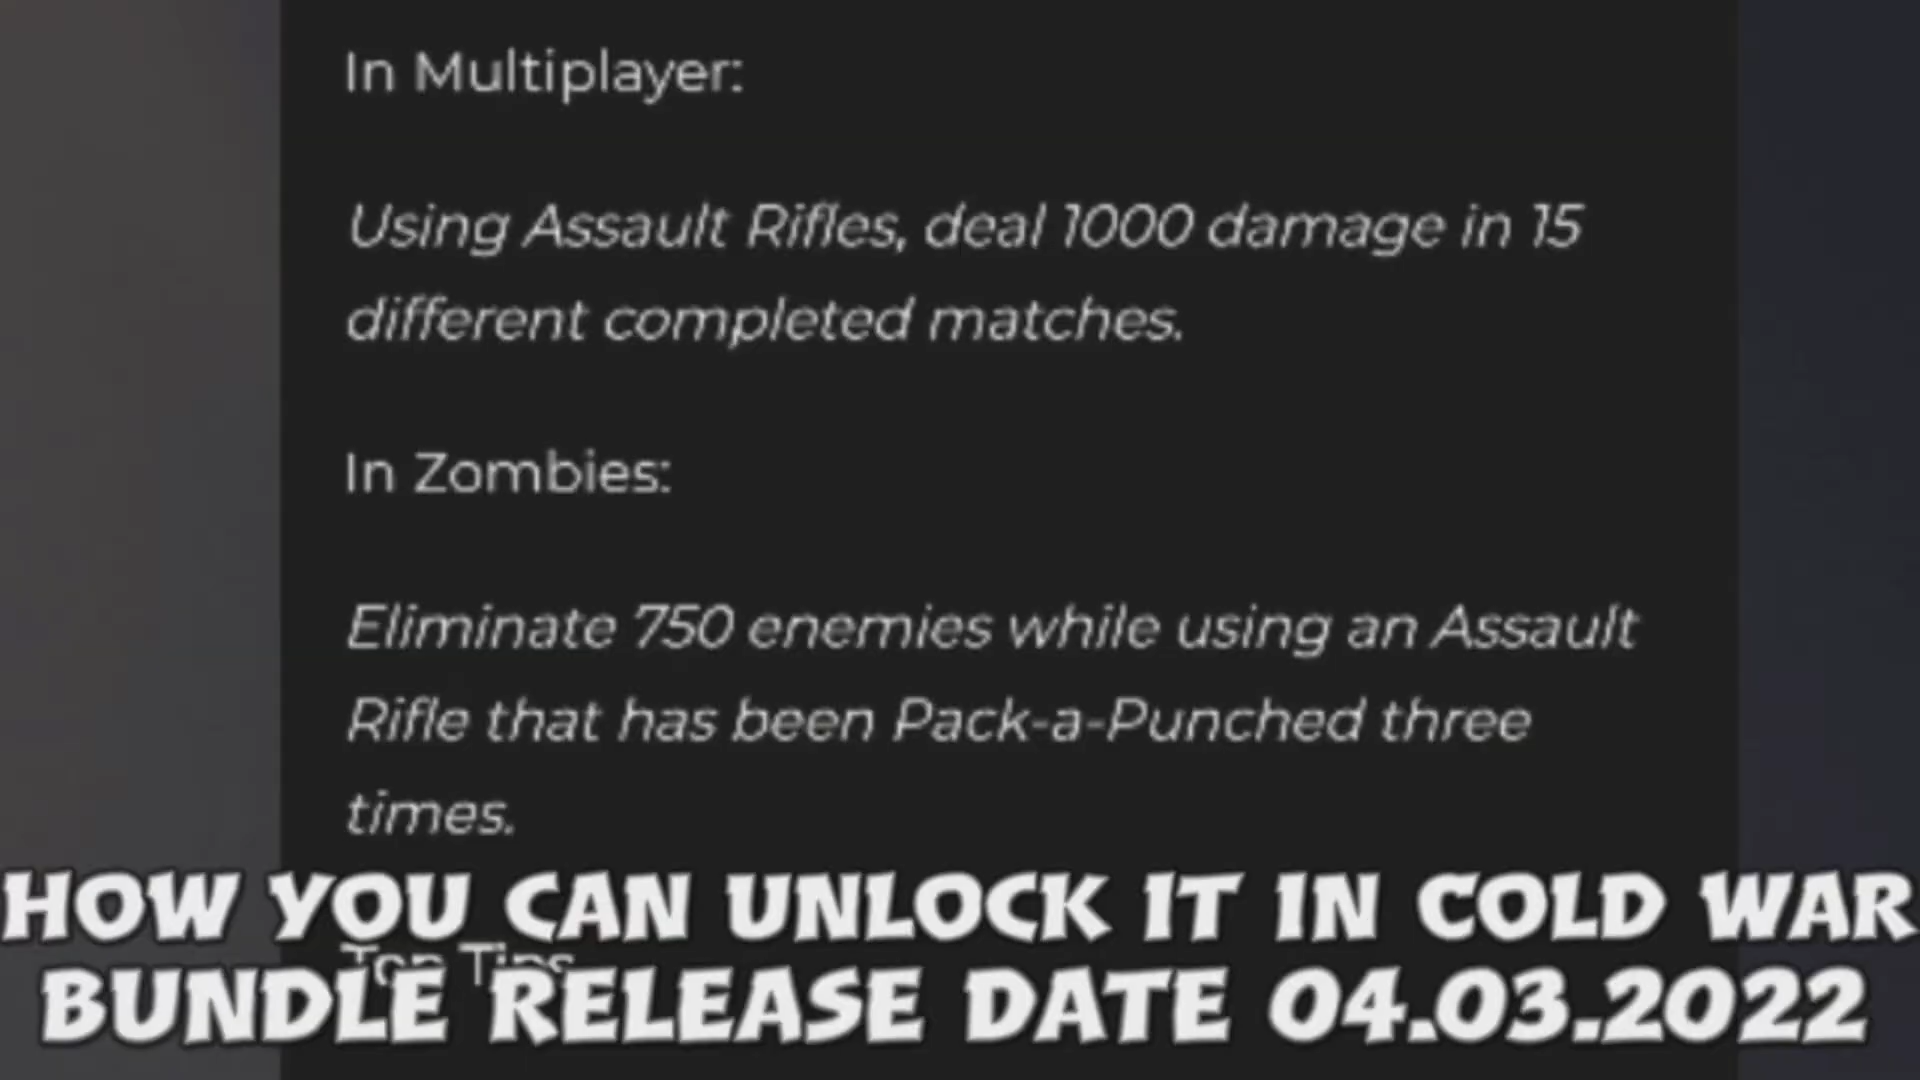 In Multiplayer:
Using Assault Rifles, deal 1000 damage in 15
different completed matches.
In Zombies:
Eliminate 750 enemies while using an Assault
Rifle that has been Pack-a-Punched three
times.
HOW YOU CAN UNLOCK IT IN COLD WAR
Top Tips
BUNDLE RELEASE DATE 04.03.2022